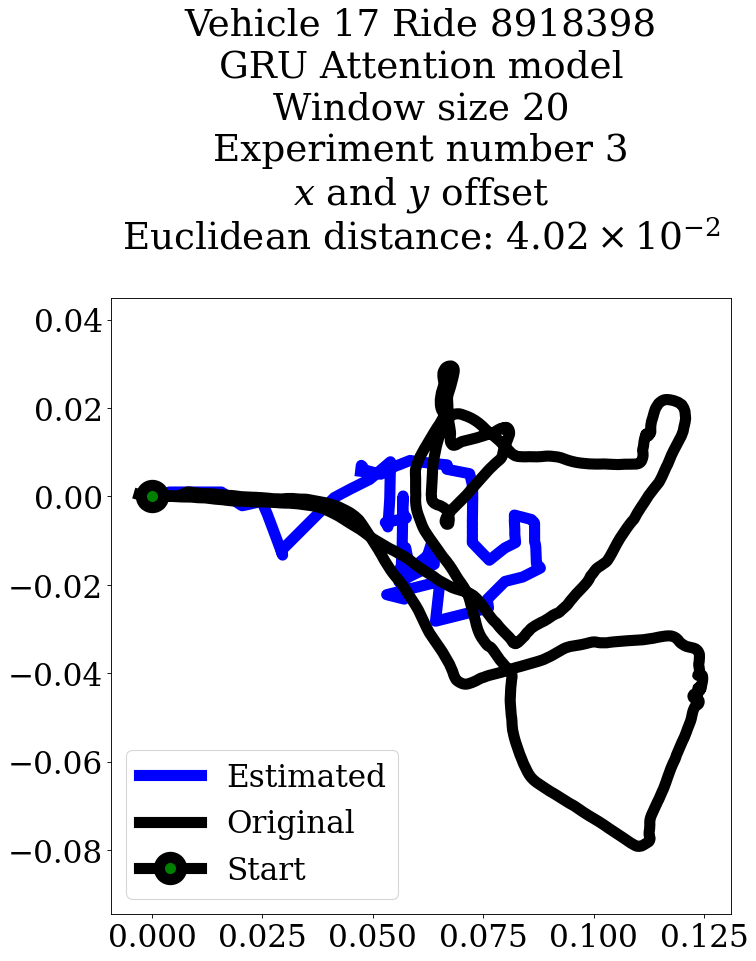 Vehicle 17 Ride 8918398
GRU Attention model
Window size 20
Experiment number 3
x and y offset
Euclidean distance: 4.02 × 10⁻²
0.04
0.02
0.00
−0.02
−0.04
−0.06
−0.08
Estimated
Original
Start
0.000 0.025 0.050 0.075 0.100 0.125